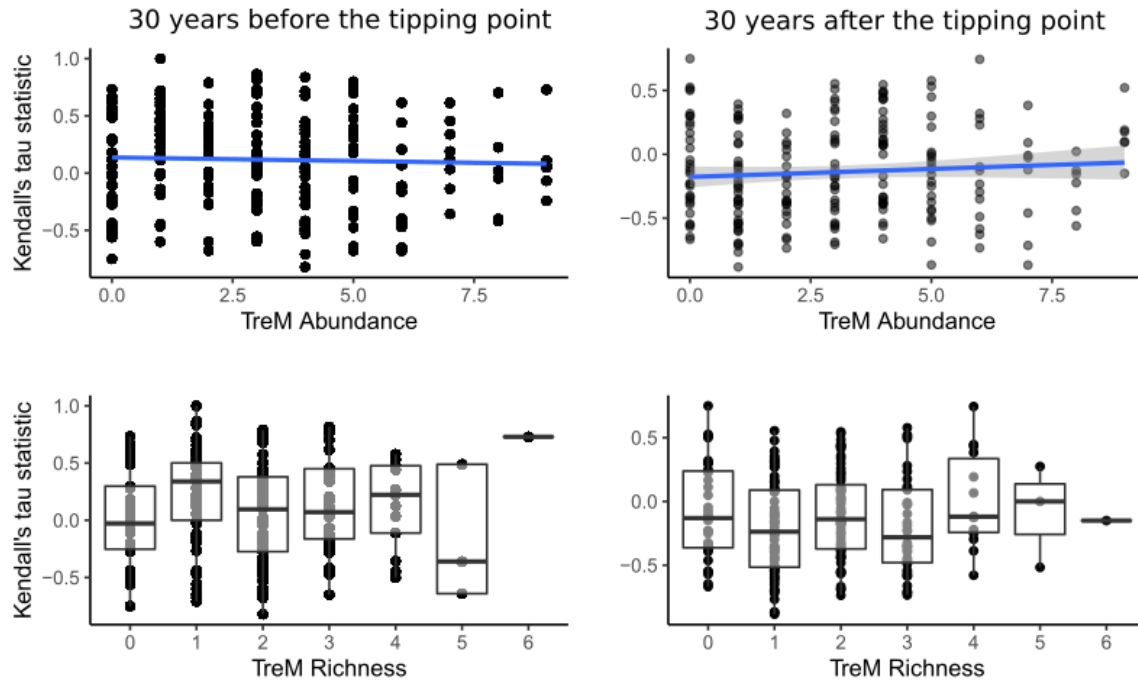 30 years before the tipping point
30 years after the tipping point
Kendall's tau statistic
1.0
0.5
0.0
−0.5
0.0
2.5
5.0
7.5
TreM Abundance
0.5
0.0
−0.5
0.0
2.5
5.0
7.5
TreM Abundance
Kendall's tau statistic
1.0
0.5
0.0
−0.5
0 1 2 3 4 5 6
TreM Richness
0.5
0.0
−0.5
0 1 2 3 4 5 6
TreM Richness